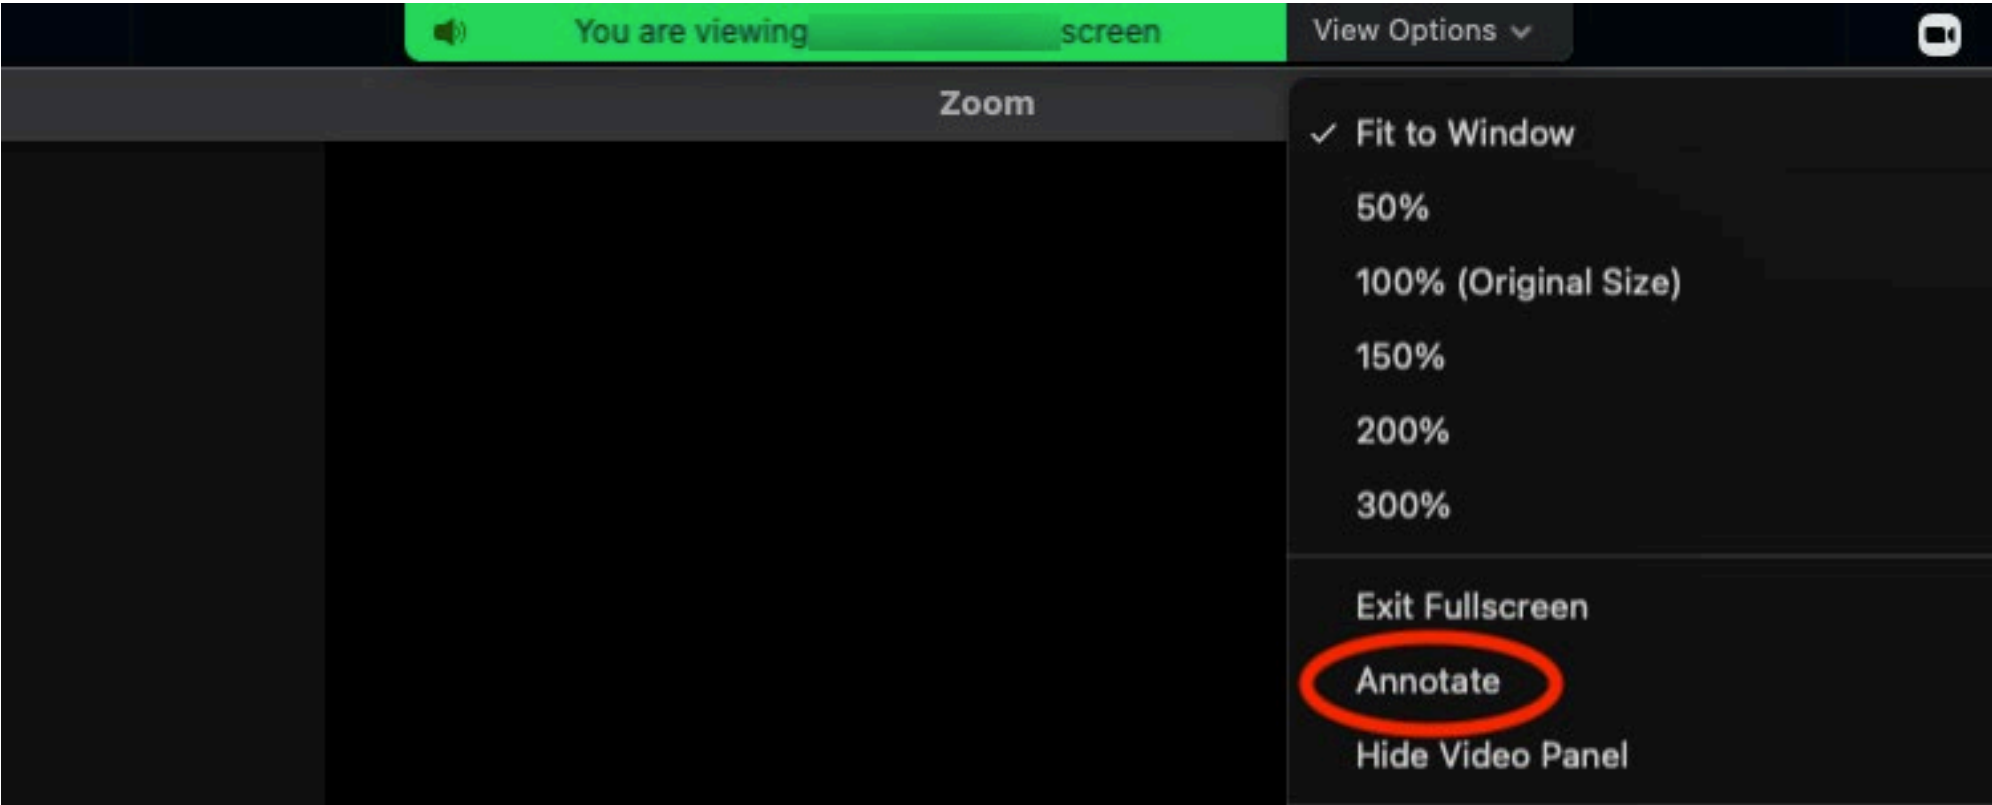 You are viewing screen
View Options
Zoom
Fit to Window
50%
100% (Original Size)
150%
200%
300%
Exit Fullscreen
Annotate
Hide Video Panel